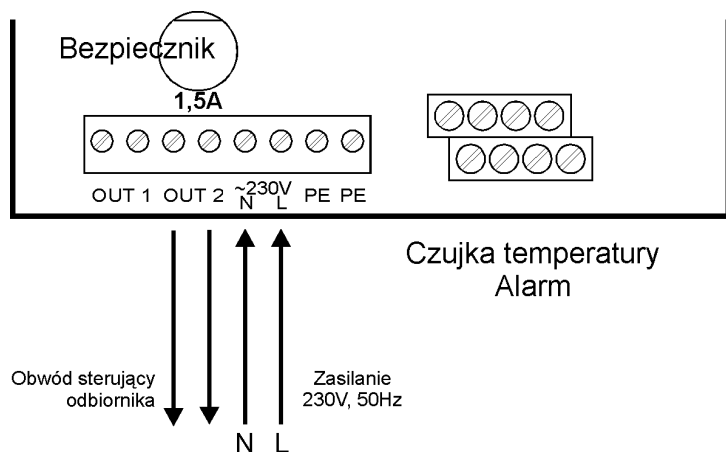 Bezpiecznik
1,5A
OUT 1 OUT 2 ~230V PE PE
N L
Czujka temperatury
Alarm
Obwód sterujący
odbiornika
Zasilanie
230V, 50Hz
N L